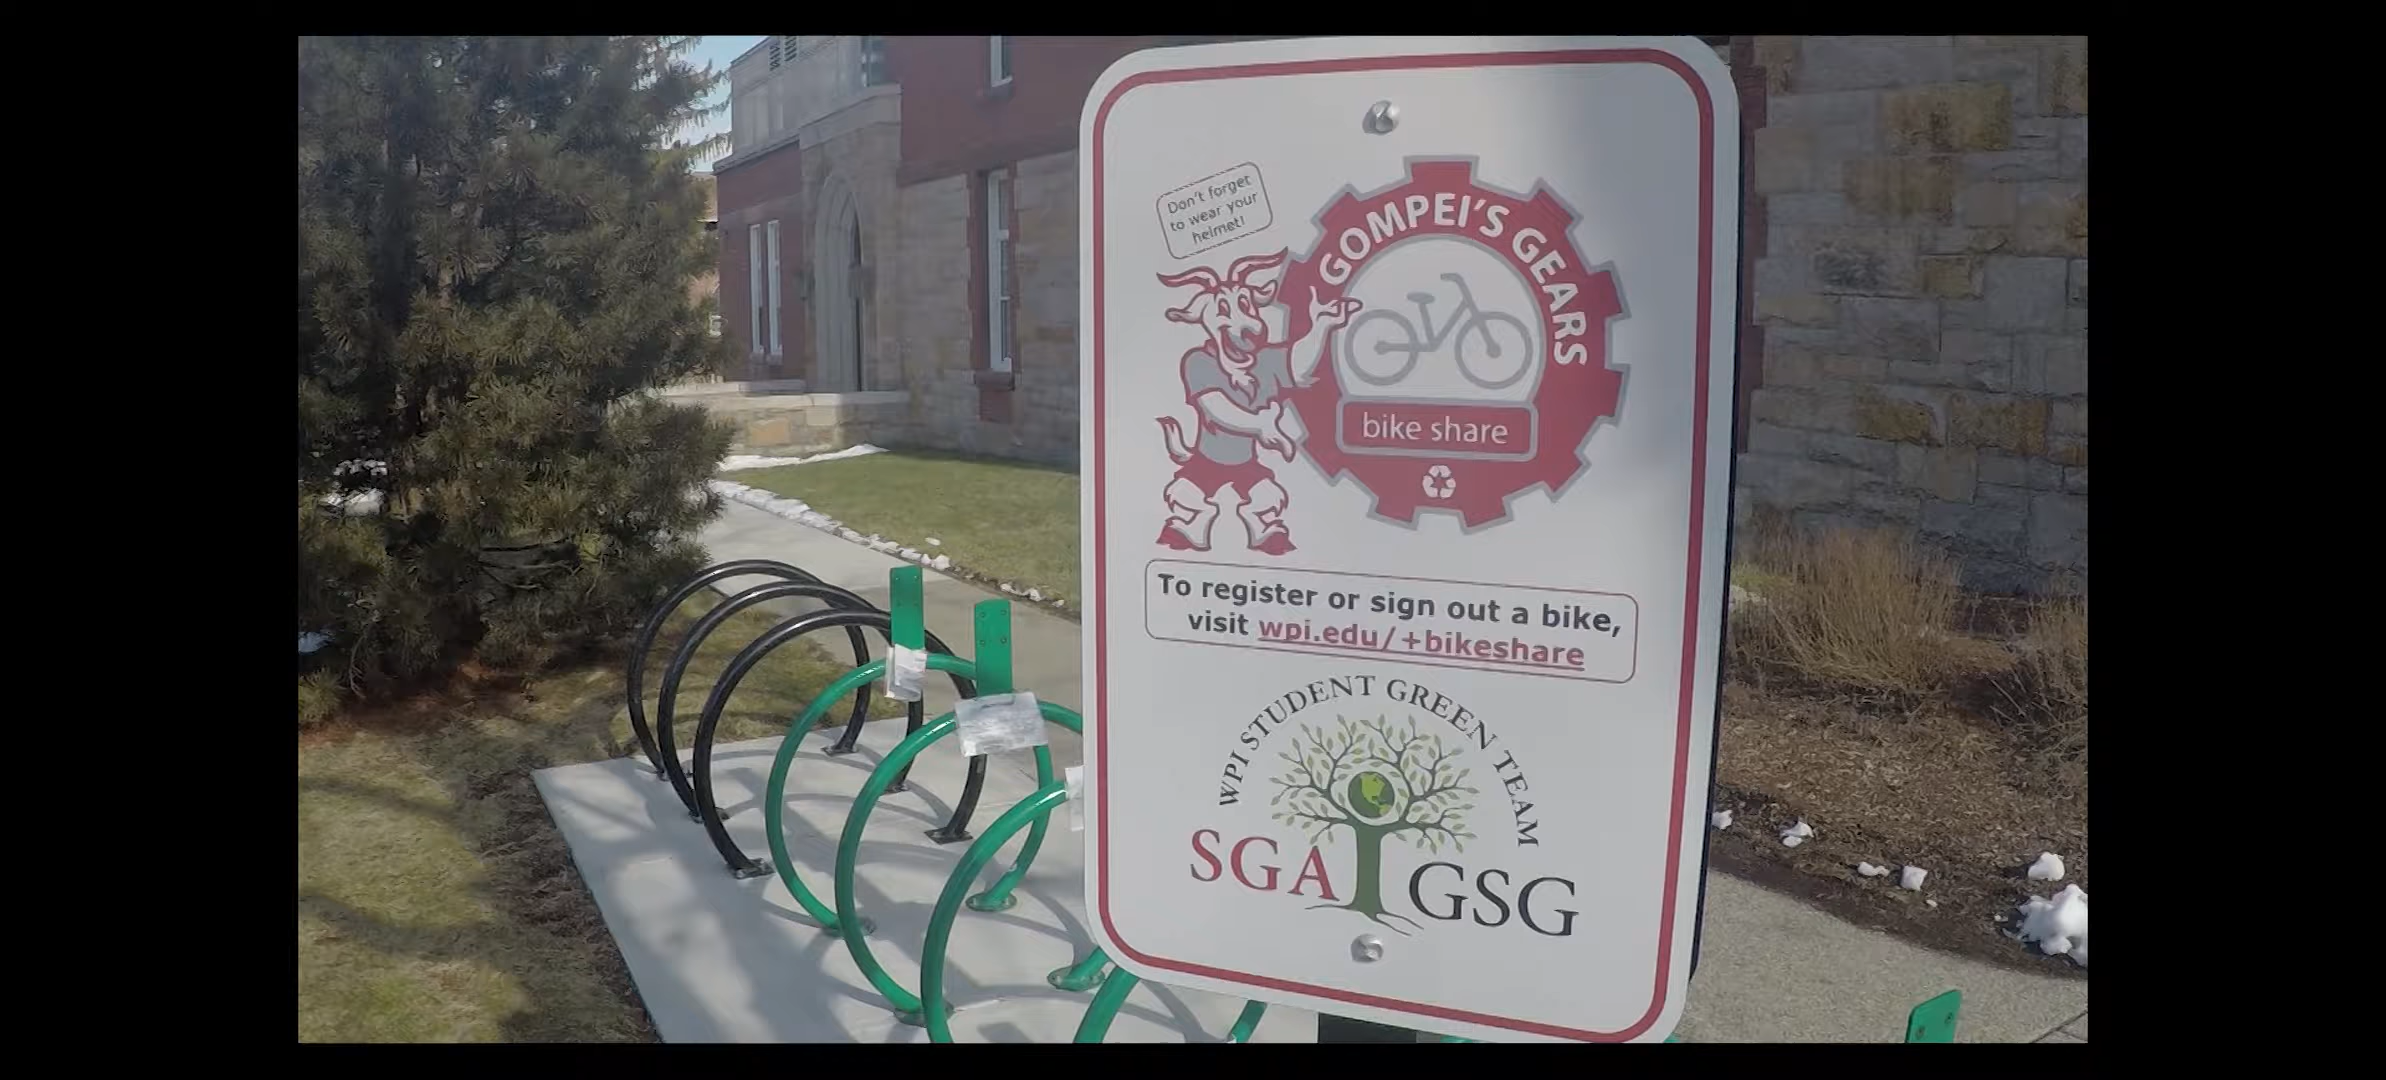 Don't forget
to wear your
helmet!
GOMPEI'S GEARS
bike share
To register or sign out a bike,
visit wpi.edu/+bikeshare
WPI STUDENT GREEN TEAM
SGA GSG